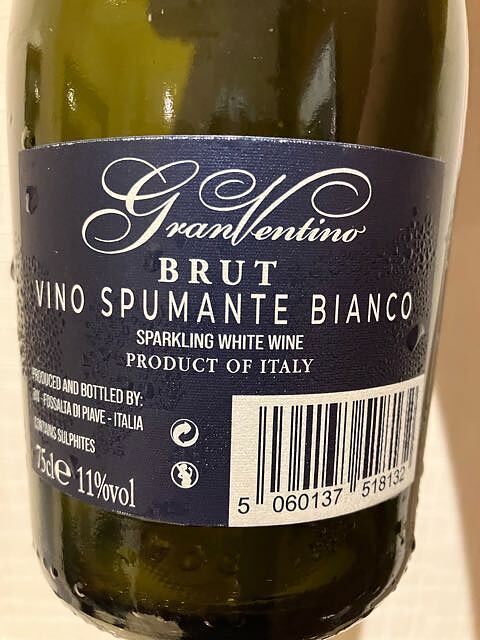 GranVentino
BRUT
VINO SPUMANTE BIANCO
SPARKLING WHITE WINE
PRODUCT OF ITALY
PRODUCED AND BOTTLED BY:
- FOSSALTA DI PIAVE - ITALIA
CONTAINS SULPHITES
75cl e 11%vol
5 060137 518132